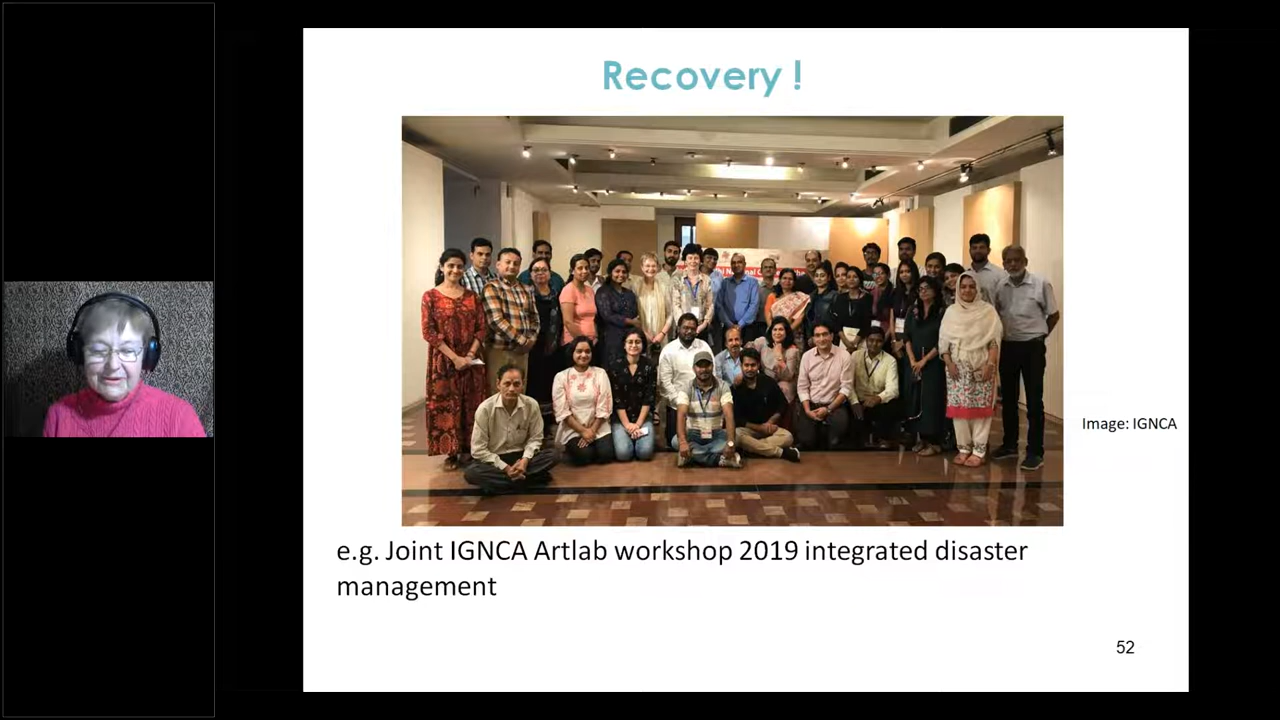 Recovery !
Image: IGNCA
e.g. Joint IGNCA Artlab workshop 2019 integrated disaster
management
52